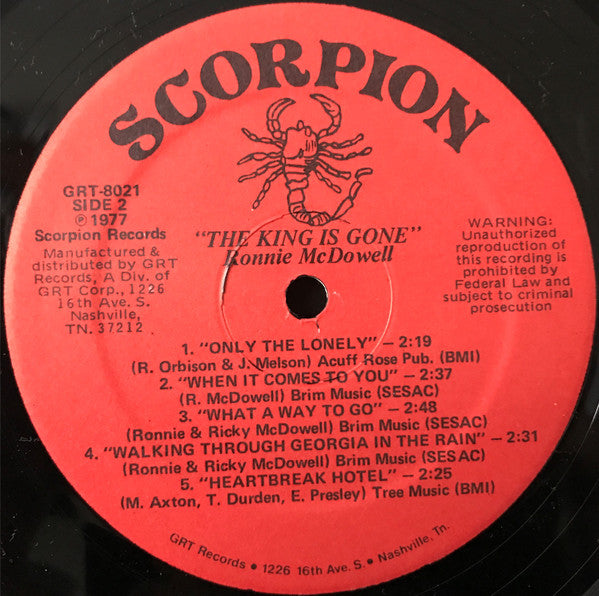 SCORPION
GRT-8021
SIDE 2
℗ 1977
Scorpion Records
Manufactured &
distributed by GRT
Records, A Div. of
GRT Corp., 1226
16th Ave. S.
Nashville,
TN. 37212
"THE KING IS GONE"
Ronnie McDowell
WARNING:
Unauthorized
reproduction of
this recording is
prohibited by
Federal Law and
subject to criminal
prosecution
1. "ONLY THE LONELY" – 2:19
(R. Orbison & J. Melson) Acuff Rose Pub. (BMI)
2. "WHEN IT COMES TO YOU" – 2:37
(R. McDowell) Brim Music (SESAC)
3. "WHAT A WAY TO GO" – 2:48
(Ronnie & Ricky McDowell) Brim Music (SESAC)
4. "WALKING THROUGH GEORGIA IN THE RAIN" – 2:31
(Ronnie & Ricky McDowell) Brim Music (SESAC)
5. "HEARTBREAK HOTEL" – 2:25
(M. Axton, T. Durden, E. Presley) Tree Music (BMI)
GRT Records • 1226 16th Ave. S. • Nashville, Tn.